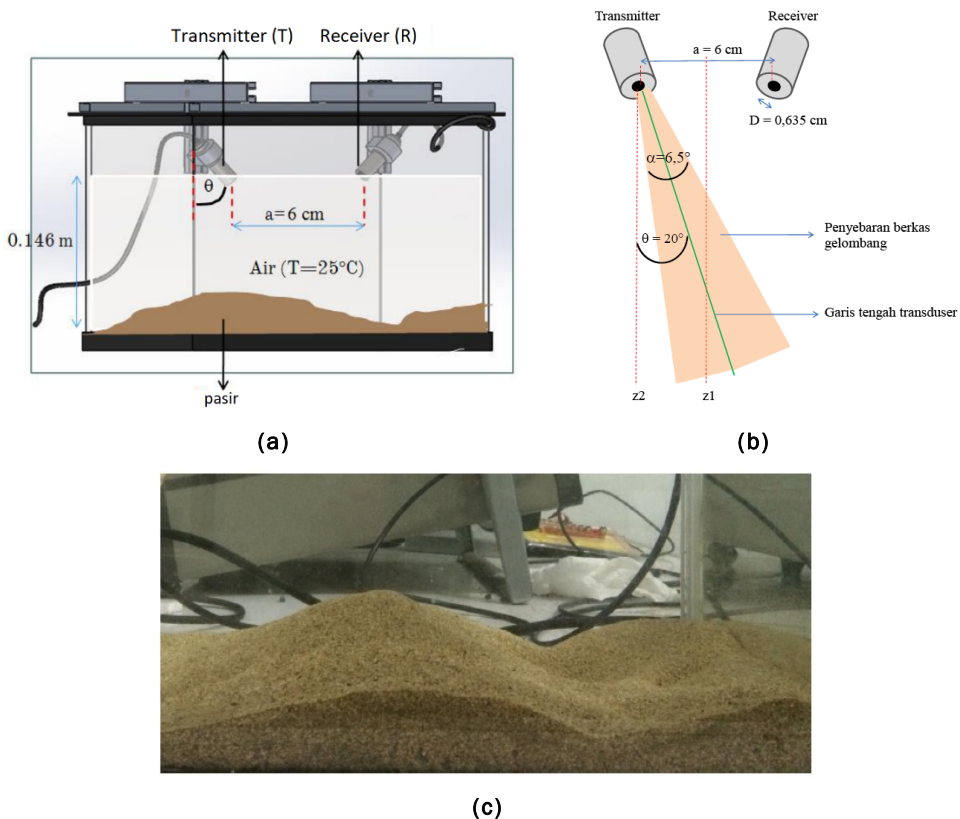 Transmitter (T) Receiver (R)
θ
a=6 cm
0.146 m
Air (T=25°C)
pasir
(a)
Transmitter
Receiver
a = 6 cm
D = 0,635 cm
α=6,5°
θ = 20°
Penyebaran berkas
gelombang
Garis tengah transduser
z2
z1
(b)
(c)